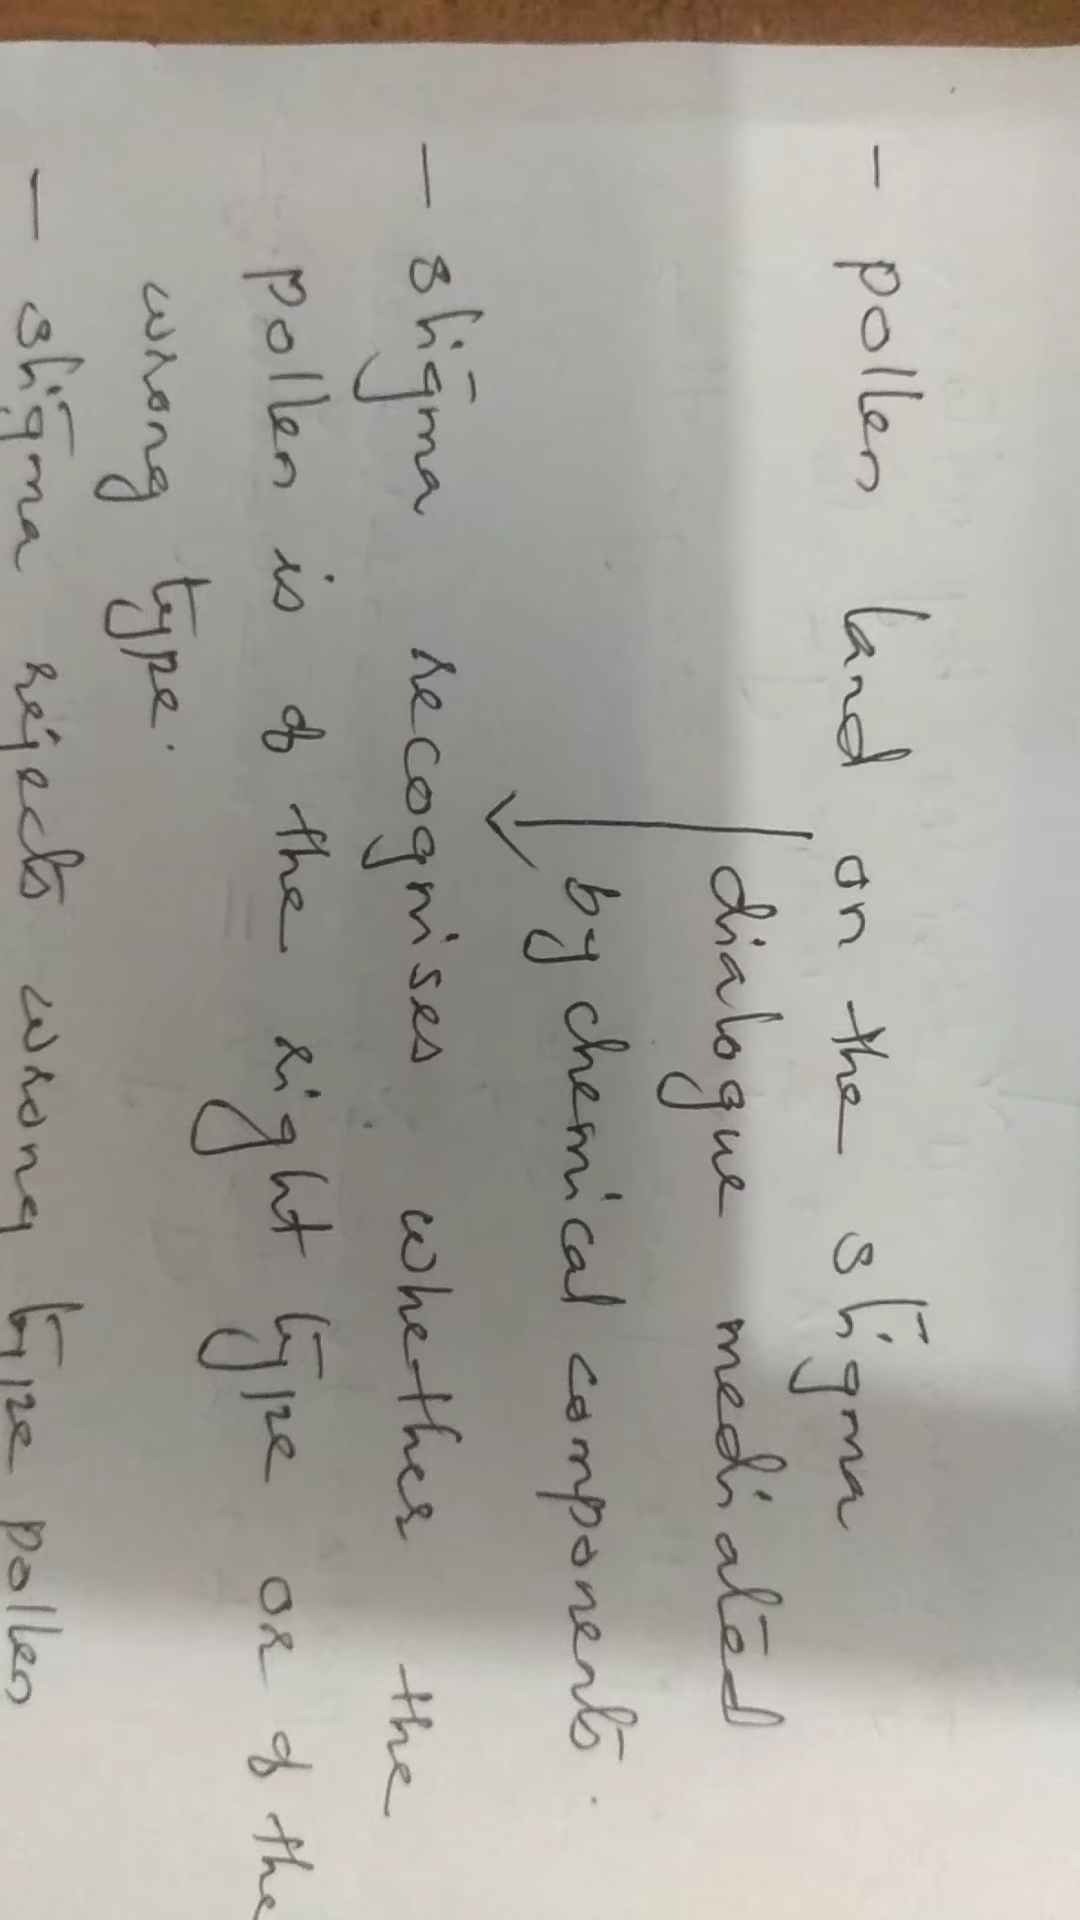 - pollen land on the stigma
dialogue mediated
by chemical components.
- stigma recognises whether the
pollen is of the right type or of the
wrong type.
- stigma rejects wrong type pollen